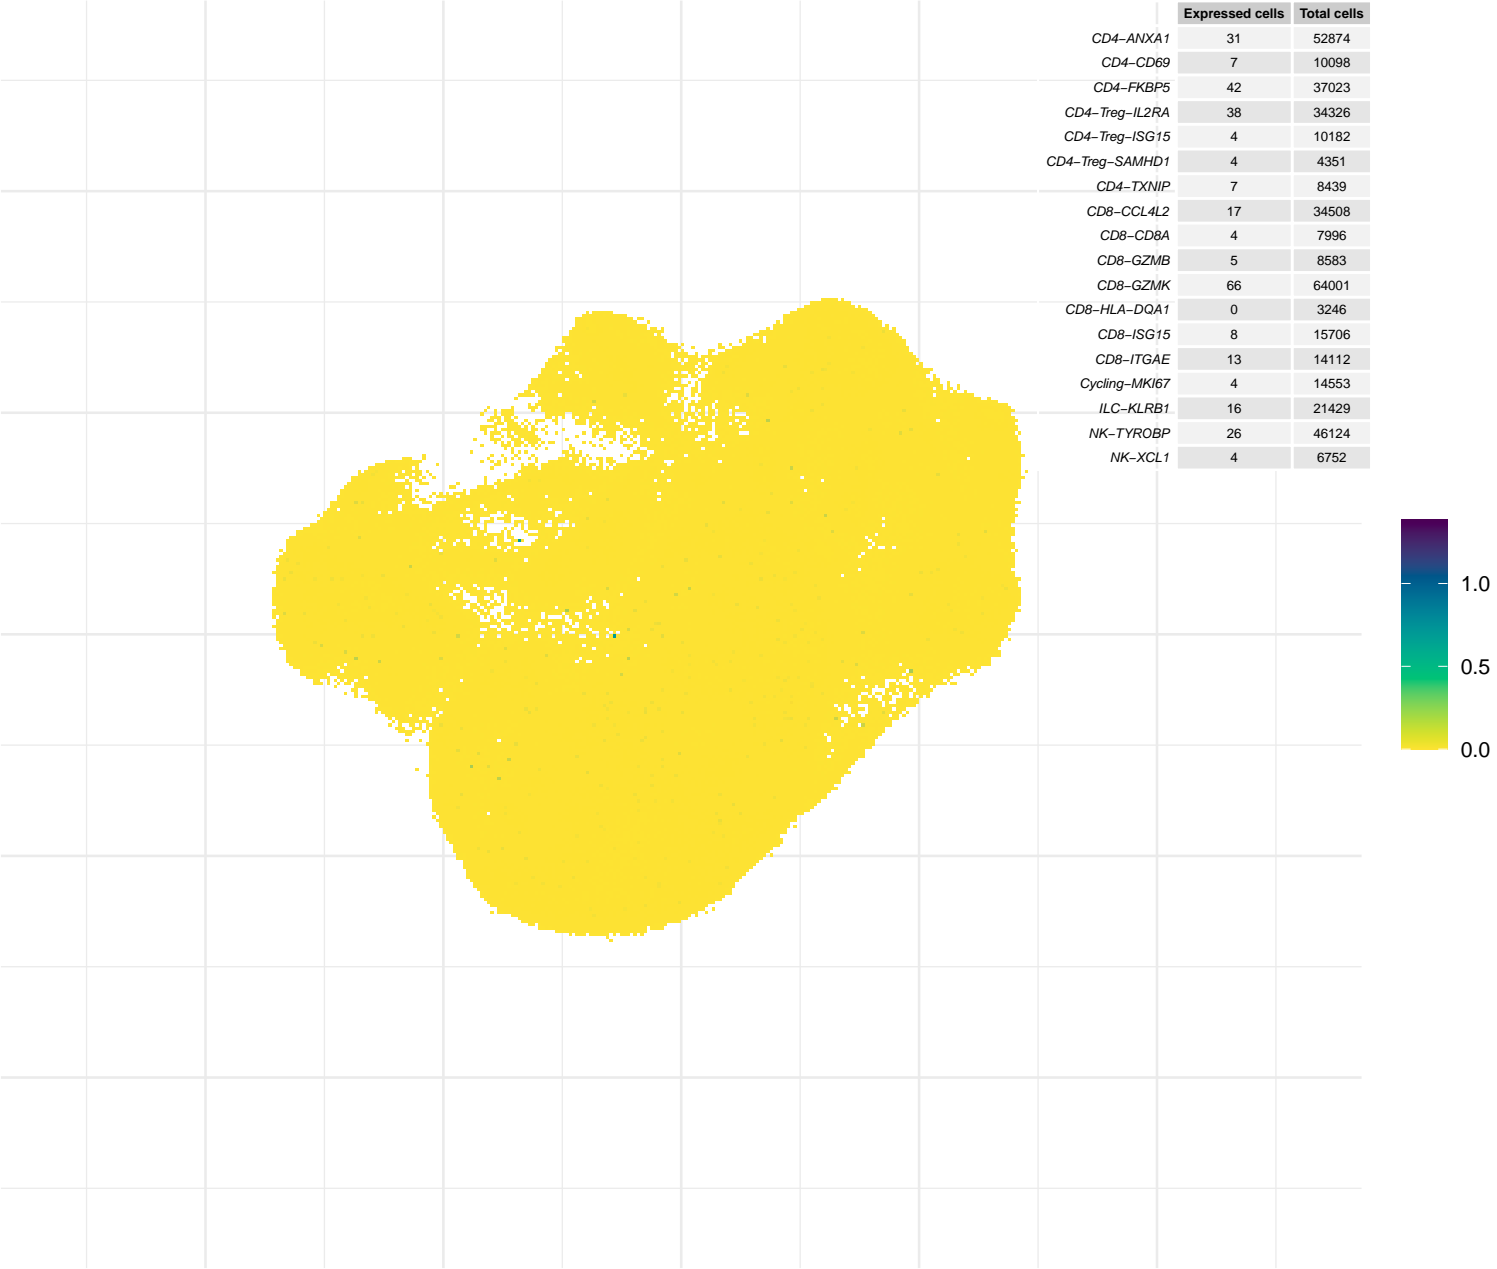 Expressed cells Total cells
CD4−ANXA1 31 52874
CD4−CD69 7 10098
CD4−FKBP5 42 37023
CD4−Treg−IL2RA 38 34326
CD4−Treg−ISG15 4 10182
CD4−Treg−SAMHD1 4 4351
CD4−TXNIP 7 8439
CD8−CCL4L2 17 34508
CD8−CD8A 4 7996
CD8−GZMB 5 8583
CD8−GZMK 66 64001
CD8−HLA−DQA1 0 3246
CD8−ISG15 8 15706
CD8−ITGAE 13 14112
Cycling−MKI67 4 14553
ILC−KLRB1 16 21429
NK−TYROBP 26 46124
NK−XCL1 4 6752
1.0
0.5
0.0